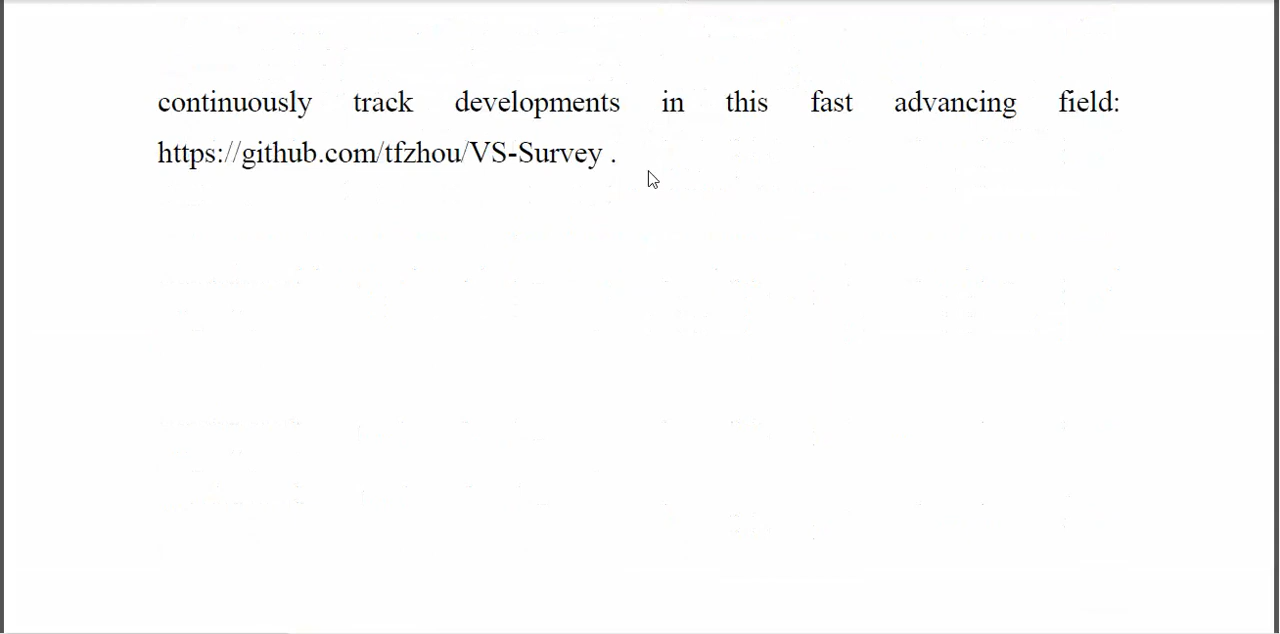 continuously track developments in this fast advancing field:
https://github.com/tfzhou/VS-Survey .